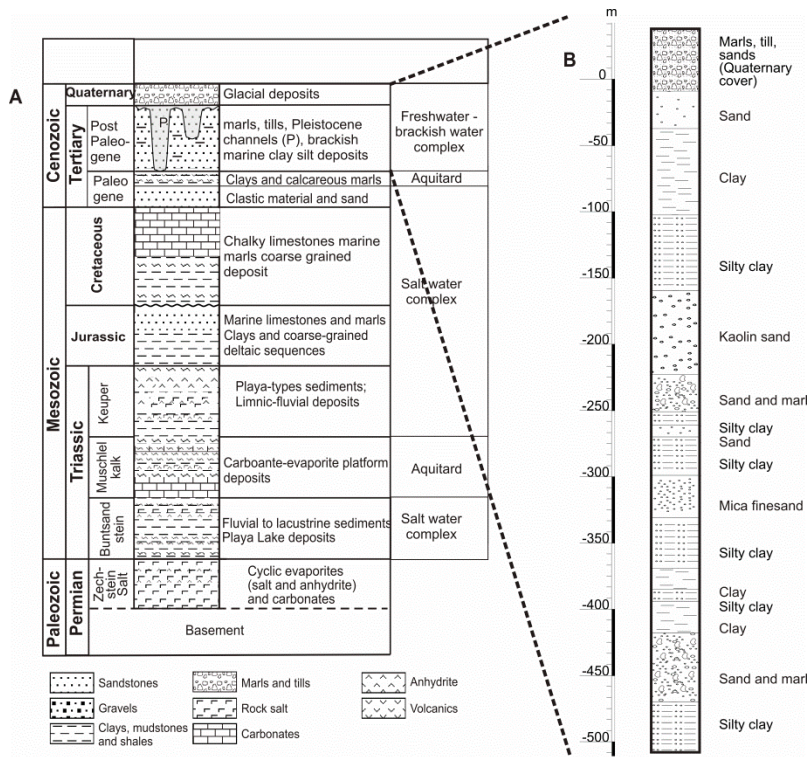 A
Cenozoic
Mesozoic
Paleozoic
Tertiary
Triassic
Permian
Quaternary
Glacial deposits
Post
Paleo-
gene
P
marls, tills, Pleistocene
channels (P), brackish
marine clay silt deposits
Freshwater -
brackish water
complex
Paleo
gene
Clays and calcareous marls
Aquitard
Clastic material and sand
Cretaceous
Chalky limestones marine
marls coarse grained
deposit
Salt water
complex
Jurassic
Marine limestones and marls
Clays and coarse-grained
deltaic sequences
Keuper
Playa-types sediments;
Limnic-fluvial deposits
Muschlel
kalk
Carboante-evaporite platform
deposits
Aquitard
Buntsand
stein
Fluvial to lacustrine sediments
Playa Lake deposits
Salt water
complex
Zech-
stein
Salt
Cyclic evaporites
(salt and anhydrite)
and carbonates
Basement
Sandstones
Gravels
Clays, mudstones
and shales
Marls and tills
Rock salt
Carbonates
Anhydrite
Volcanics
B
m
0
-50
-100
-150
-200
-250
-300
-350
-400
-450
-500
Marls, till,
sands
(Quaternary
cover)
Sand
Clay
Silty clay
Kaolin sand
Sand and marl
Silty clay
Sand
Silty clay
Mica finesand
Silty clay
Clay
Silty clay
Clay
Sand and marl
Silty clay